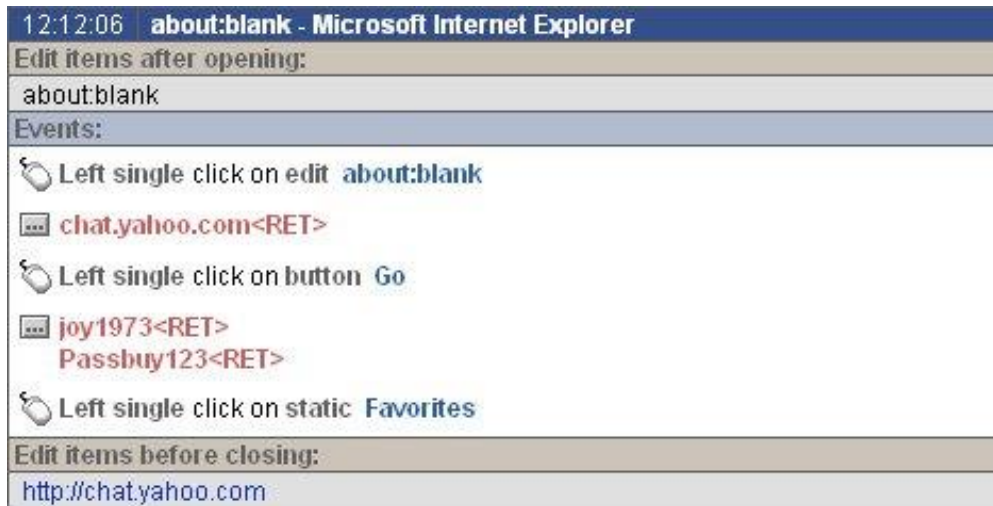 12:12:06 about:blank - Microsoft Internet Explorer
Edit items after opening:
about:blank
Events:
Left single click on edit about:blank
chat.yahoo.com<RET>
Left single click on button Go
joy1973<RET>
Passbuy123<RET>
Left single click on static Favorites
Edit items before closing:
http://chat.yahoo.com